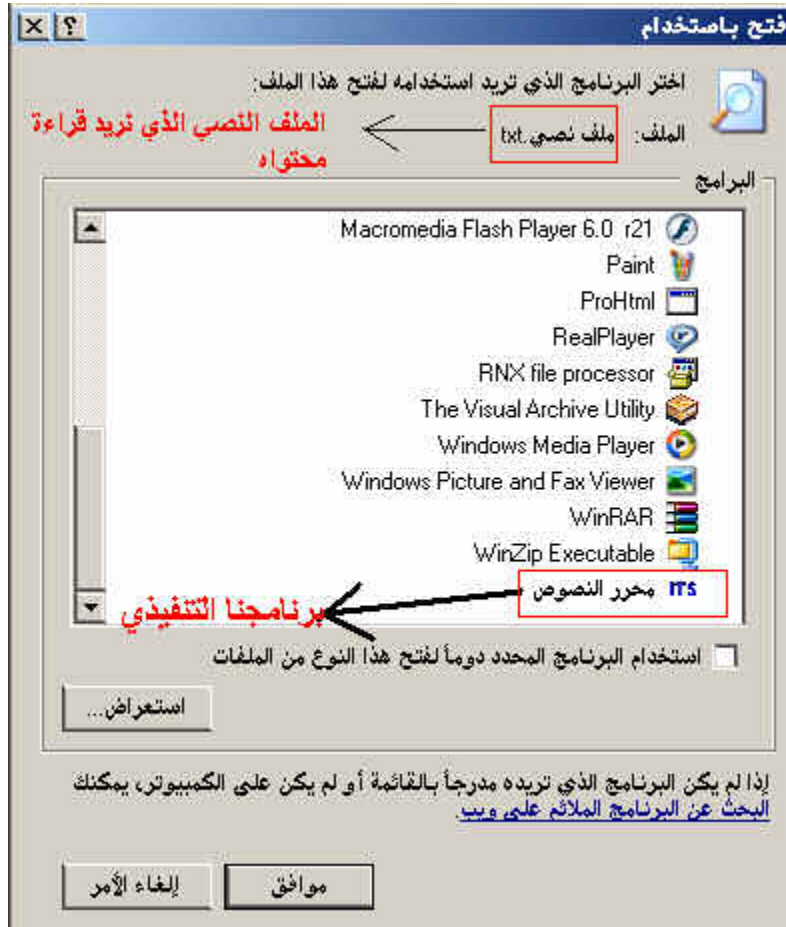 فتح باستخدام
اختر البرنامج الذي تريد استخدامه لفتح هذا الملف:
الملف: ملف نصي.txt
الملف النصي الذي نريد قراءة
محتواه
البرامج
Macromedia Flash Player 6.0 r21
Paint
ProHtml
RealPlayer
RNX file processor
The Visual Archive Utility
Windows Media Player
Windows Picture and Fax Viewer
WinRAR
WinZip Executable
ITS محرر النصوص
برنامجنا التنفيذي
استخدام البرنامج المحدد دوماً لفتح هذا النوع من الملفات
استعراض...
إذا لم يكن البرنامج الذي تريده مدرجاً بالقائمة أو لم يكن على الكمبيوتر، يمكنك
البحث عن البرنامج الملائم على ويب.
موافق
إلغاء الأمر